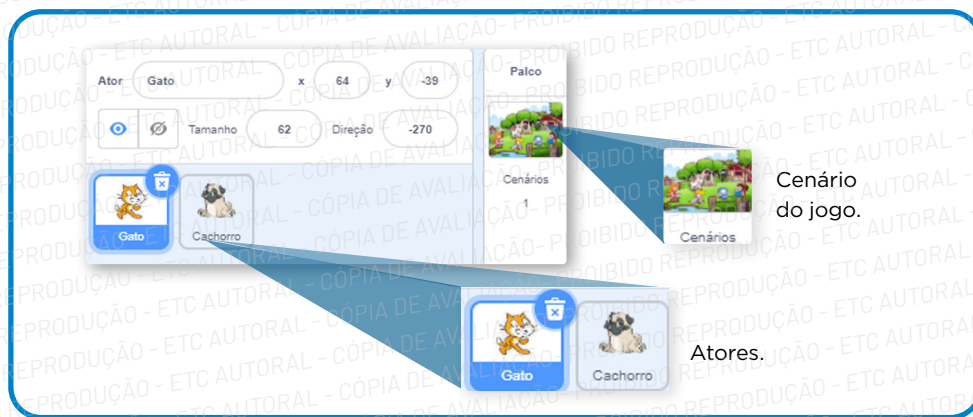 Ator Gato x 64 y -39
Tamanho 62 Direção -270
Gato
Cachorro
Palco
Cenários
1
Cenários
Cenário
do jogo.
Gato
Cachorro
Atores.
REPRODUÇÃO - ETC AUTORAL - CÓPIA DE AVALIAÇÃO - PROIBIDO REPRODUÇÃO - ETC AUTORAL